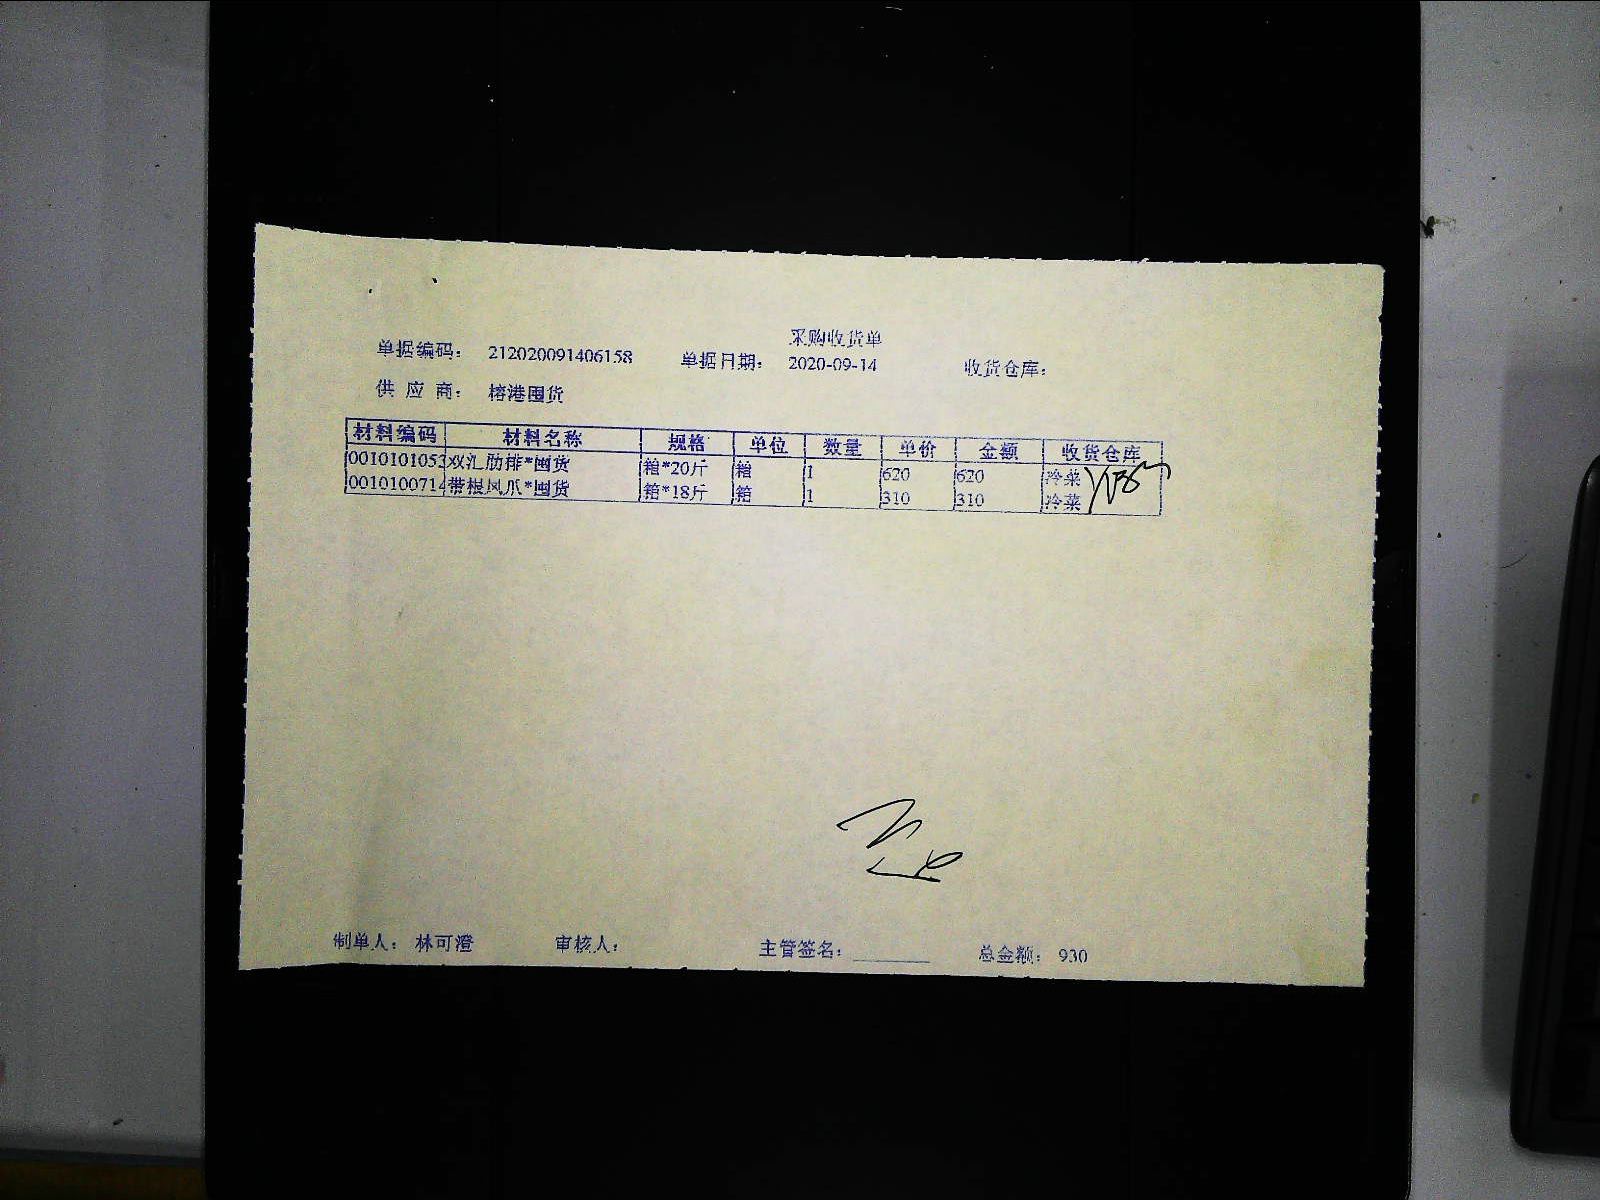 采购收货单
单据编码： 212020091406158 单据日期： 2020-09-14 收货仓库：
供 应 商： 榕港囤货
材料编码 材料名称 规格 单位 数量 单价 金额 收货仓库
0010101053 双汇肋排*囤货 箱*20斤 箱 1 620 620 冷菜
001010071 带根凤爪*囤货 箱*18斤 箱 1 310 310 冷菜
制单人： 林可澄 审核人： 主管签名： 总金额： 930